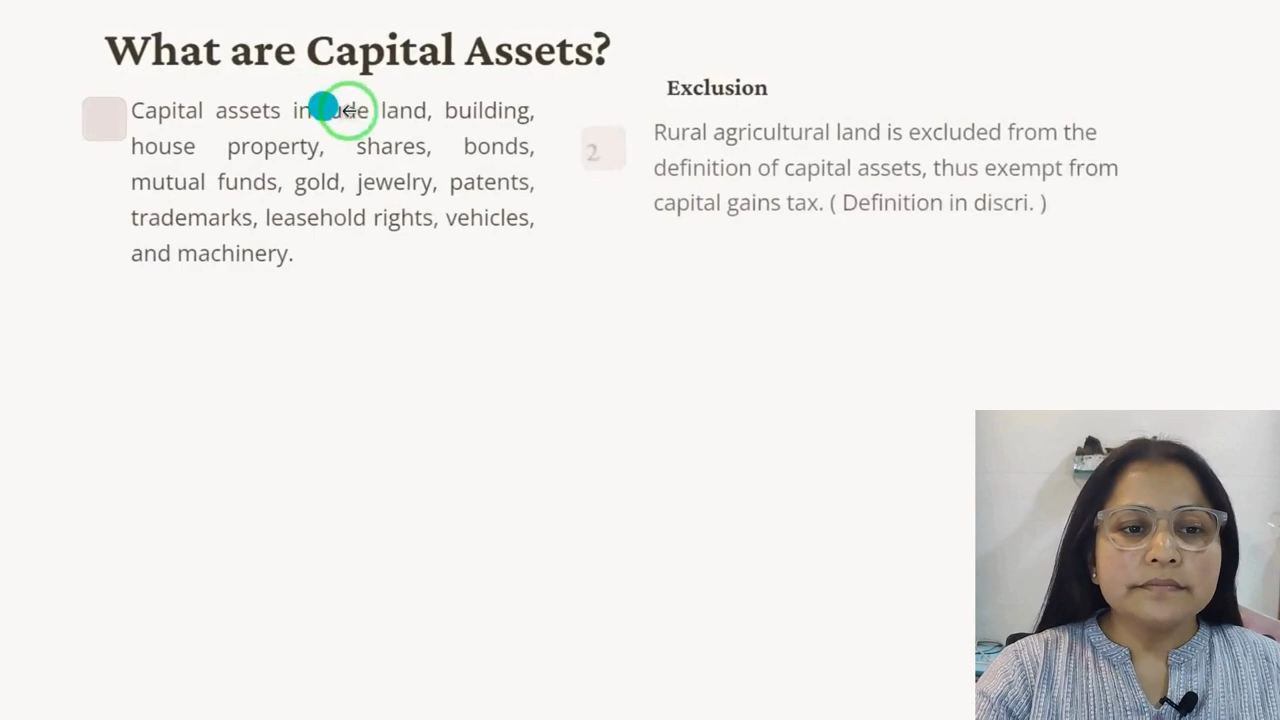 What are Capital Assets?
Capital assets include land, building,
house property, shares, bonds,
mutual funds, gold, jewelry, patents,
trademarks, leasehold rights, vehicles,
and machinery.
Exclusion
2
Rural agricultural land is excluded from the
definition of capital assets, thus exempt from
capital gains tax. ( Definition in discri. )